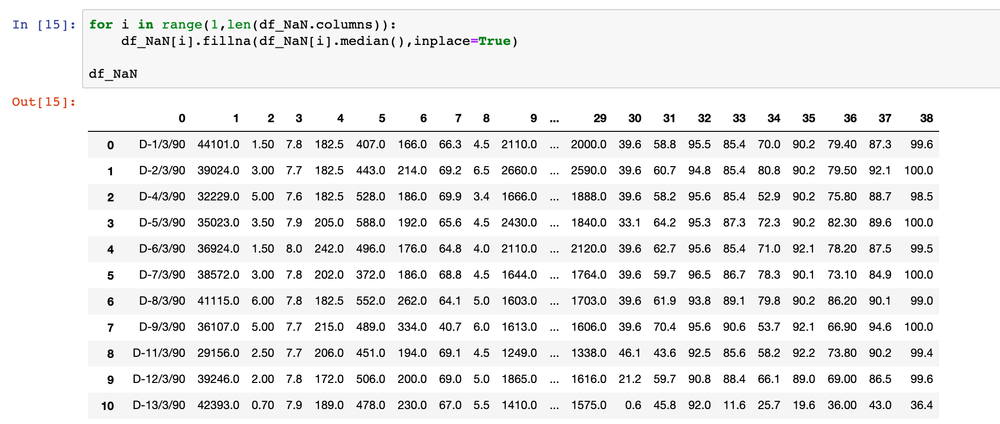 In [15]: for i in range(1,len(df_NaN.columns)):
    df_NaN[i].fillna(df_NaN[i].median(),inplace=True)
df_NaN
Out[15]:
0 1 2 3 4 5 6 7 8 9 ... 29 30 31 32 33 34 35 36 37 38
0 D-1/3/90 44101.0 1.50 7.8 182.5 407.0 166.0 66.3 4.5 2110.0 ... 2000.0 39.6 58.8 95.5 85.4 70.0 90.2 79.40 87.3 99.6
1 D-2/3/90 39024.0 3.00 7.7 182.5 443.0 214.0 69.2 6.5 2660.0 ... 2590.0 39.6 60.7 94.8 85.4 80.8 90.2 79.50 92.1 100.0
2 D-4/3/90 32229.0 5.00 7.6 182.5 528.0 186.0 69.9 3.4 1666.0 ... 1888.0 39.6 58.2 95.6 85.4 52.9 90.2 75.80 88.7 98.5
3 D-5/3/90 35023.0 3.50 7.9 205.0 588.0 192.0 65.6 4.5 2430.0 ... 1840.0 33.1 64.2 95.3 87.3 72.3 90.2 82.30 89.6 100.0
4 D-6/3/90 36924.0 1.50 8.0 242.0 496.0 176.0 64.8 4.0 2110.0 ... 2120.0 39.6 62.7 95.6 85.4 71.0 92.1 78.20 87.5 99.5
5 D-7/3/90 38572.0 3.00 7.8 202.0 372.0 186.0 68.8 4.5 1644.0 ... 1764.0 39.6 59.7 96.5 86.7 78.3 90.1 73.10 84.9 100.0
6 D-8/3/90 41115.0 6.00 7.8 182.5 552.0 262.0 64.1 5.0 1603.0 ... 1703.0 39.6 61.9 93.8 89.1 79.8 90.2 86.20 90.1 99.0
7 D-9/3/90 36107.0 5.00 7.7 215.0 489.0 334.0 40.7 6.0 1613.0 ... 1606.0 39.6 70.4 95.6 90.6 53.7 92.1 66.90 94.6 100.0
8 D-11/3/90 29156.0 2.50 7.7 206.0 451.0 194.0 69.1 4.5 1249.0 ... 1338.0 46.1 43.6 92.5 85.6 58.2 92.2 73.80 90.2 99.4
9 D-12/3/90 39246.0 2.00 7.8 172.0 506.0 200.0 69.0 5.0 1865.0 ... 1616.0 21.2 59.7 90.8 88.4 66.1 89.0 69.00 86.5 99.6
10 D-13/3/90 42393.0 0.70 7.9 189.0 478.0 230.0 67.0 5.5 1410.0 ... 1575.0 0.6 45.8 92.0 11.6 25.7 19.6 36.00 43.0 36.4